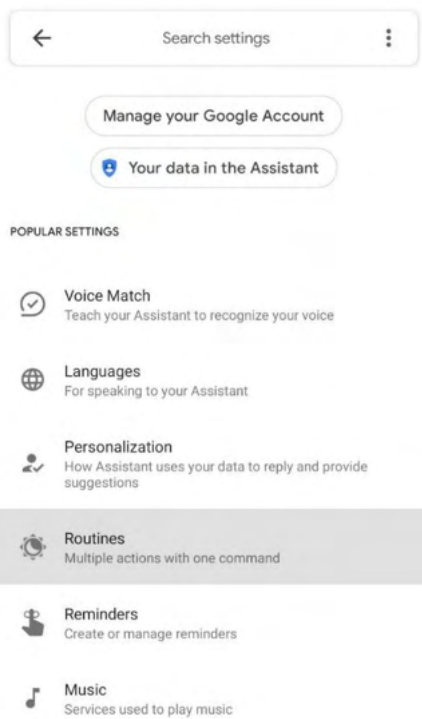 Search settings
Manage your Google Account
Your data in the Assistant
POPULAR SETTINGS
Voice Match
Teach your Assistant to recognize your voice
Languages
For speaking to your Assistant
Personalization
How Assistant uses your data to reply and provide
suggestions
Routines
Multiple actions with one command
Reminders
Create or manage reminders
Music
Services used to play music